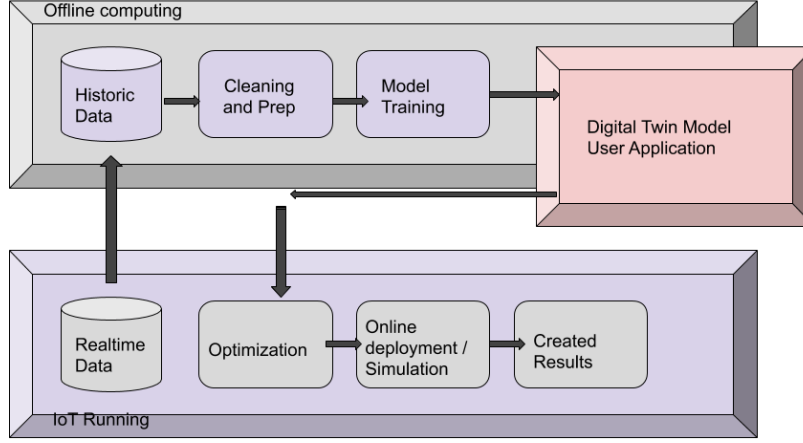 Offline computing
Historic
Data
Cleaning
and Prep
Model
Training
Digital Twin Model
User Application
Realtime
Data
Optimization
Online
deployment /
Simulation
Created
Results
IoT Running